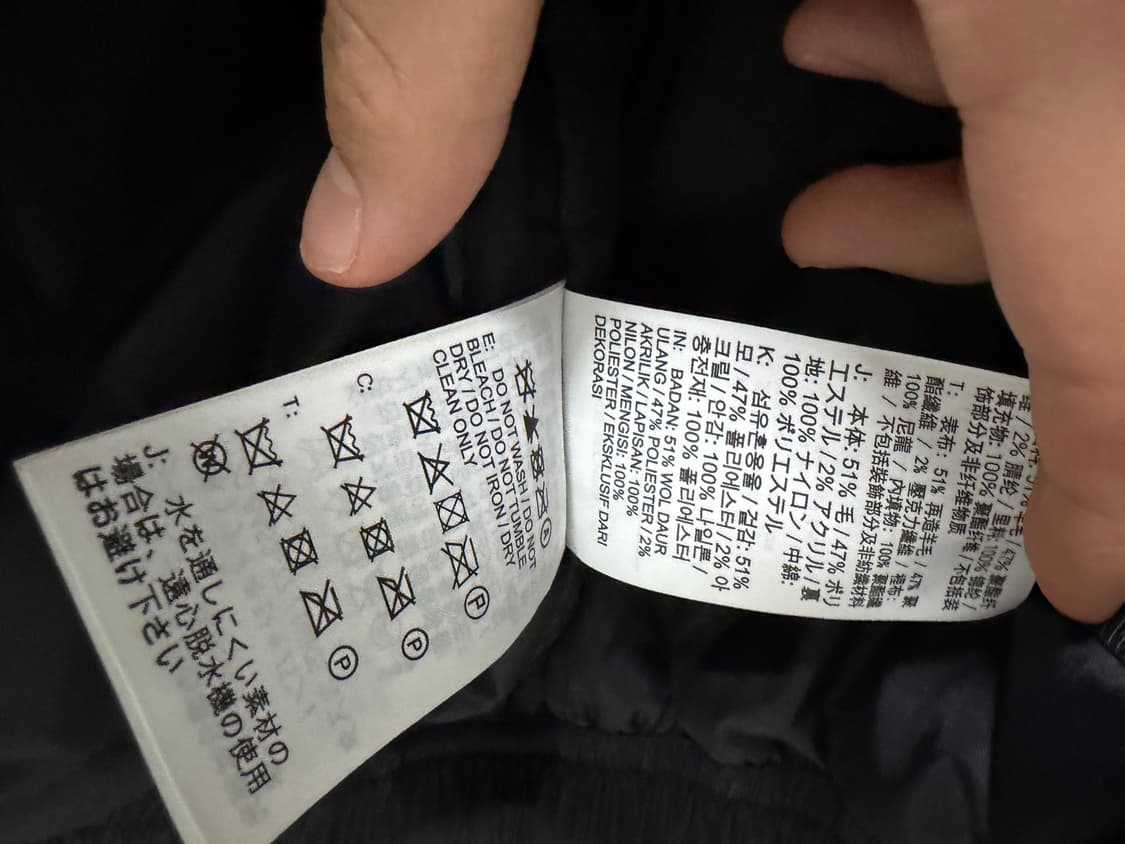 E: DO NOT WASH / DO NOT
BLEACH / DO NOT TUMBLE
DRY / DO NOT IRON / DRY
CLEAN ONLY
C:
T:
J: 水を通しにくい素材の
場合は、遠心脱水機の使用
はお避け下さい
填充物: 100% 聚酯纤维 / 不包括装
饰部分及非纤维物质
T: 表布: 51% 再造羊毛 / 47% 聚
酯纖維 / 2% 壓克力纖維 / 裡布:
100% 尼龍 / 內填物: 100% 聚酯纖
維 / 不包括裝飾部分及非紡織材料
J: 本体: 51% 毛 / 47% ポリ
エステル / 2% アクリル / 裏
地: 100% ナイロン / 中綿:
100% ポリエステル
K: 섬유혼용율 / 겉감: 51%
모 / 47% 폴리에스터 / 2% 아
크릴 / 안감: 100% 나일론 /
충전재: 100% 폴리에스터
IN: BADAN: 51% WOL DAUR
ULANG / 47% POLIESTER / 2%
AKRILIK / LAPISAN: 100%
NILON / MENGISI: 100%
POLIESTER / EKSKLUSIF DARI
DEKORASI